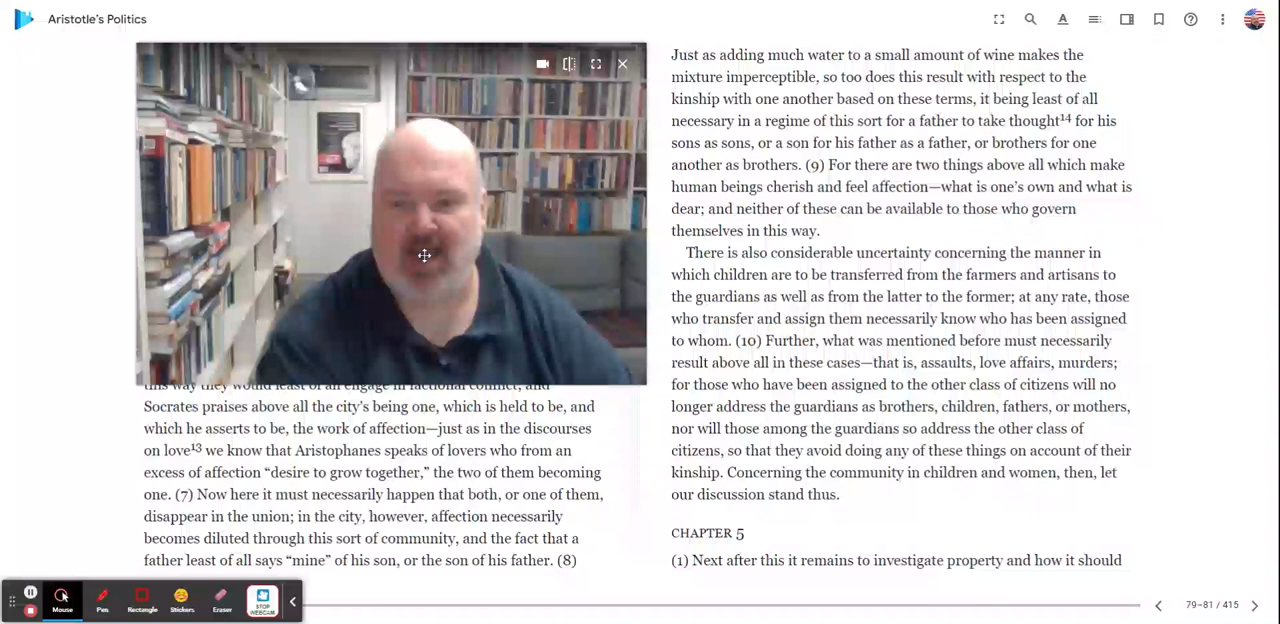 Aristotle's Politics
this way they would least of all engage in factional conflict, and
Socrates praises above all the city's being one, which is held to be, and
which he asserts to be, the work of affection—just as in the discourses
on love¹³ we know that Aristophanes speaks of lovers who from an
excess of affection “desire to grow together,” the two of them becoming
one. (7) Now here it must necessarily happen that both, or one of them,
disappear in the union; in the city, however, affection necessarily
becomes diluted through this sort of community, and the fact that a
father least of all says “mine” of his son, or the son of his father. (8)
Just as adding much water to a small amount of wine makes the
mixture imperceptible, so too does this result with respect to the
kinship with one another based on these terms, it being least of all
necessary in a regime of this sort for a father to take thought¹⁴ for his
sons as sons, or a son for his father as a father, or brothers for one
another as brothers. (9) For there are two things above all which make
human beings cherish and feel affection—what is one's own and what is
dear; and neither of these can be available to those who govern
themselves in this way.
There is also considerable uncertainty concerning the manner in
which children are to be transferred from the farmers and artisans to
the guardians as well as from the latter to the former; at any rate, those
who transfer and assign them necessarily know who has been assigned
to whom. (10) Further, what was mentioned before must necessarily
result above all in these cases—that is, assaults, love affairs, murders;
for those who have been assigned to the other class of citizens will no
longer address the guardians as brothers, children, fathers, or mothers,
nor will those among the guardians so address the other class of
citizens, so that they avoid doing any of these things on account of their
kinship. Concerning the community in children and women, then, let
our discussion stand thus.
CHAPTER 5
(1) Next after this it remains to investigate property and how it should
Mouse
Pen
Rectangle
Stickers
Eraser
STOP
WEBCAM
79–81 / 415